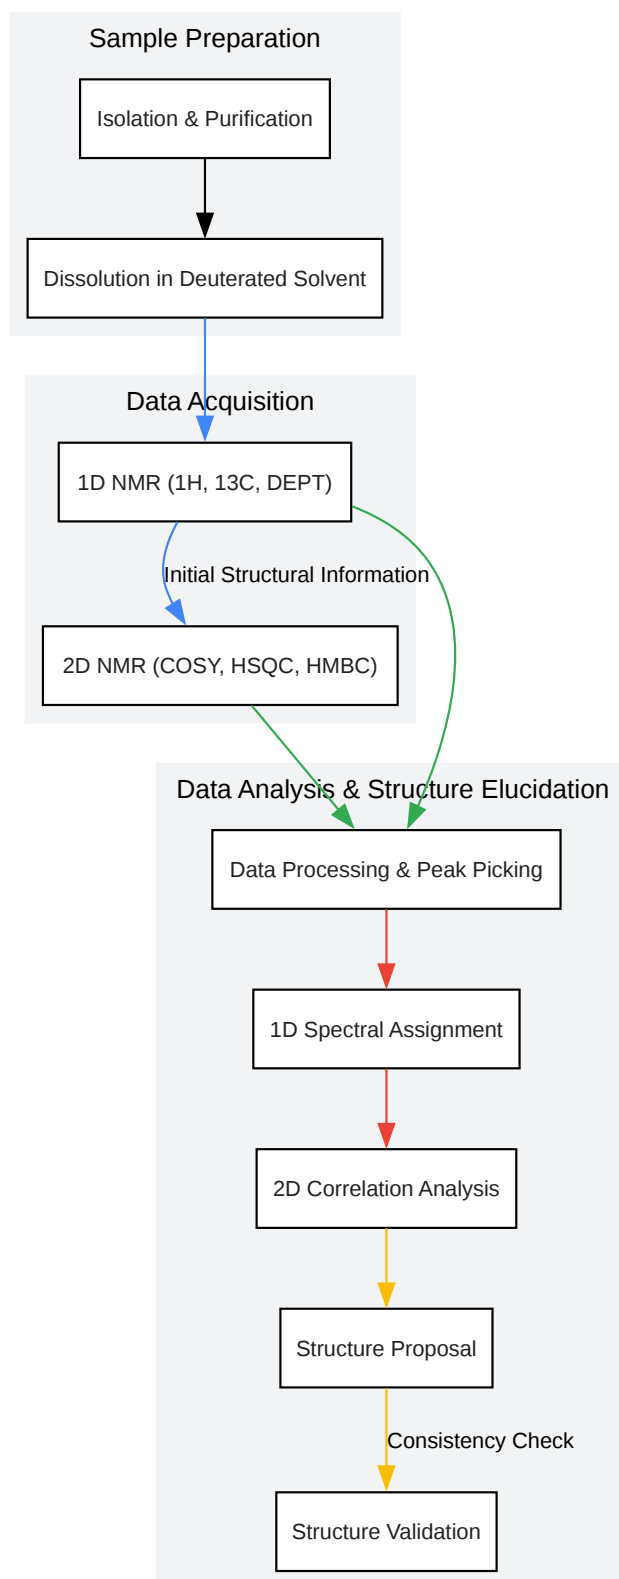 Sample Preparation
Isolation & Purification
Dissolution in Deuterated Solvent
Data Acquisition
1D NMR (1H, 13C, DEPT)
Initial Structural Information
2D NMR (COSY, HSQC, HMBC)
Data Analysis & Structure Elucidation
Data Processing & Peak Picking
1D Spectral Assignment
2D Correlation Analysis
Structure Proposal
Consistency Check
Structure Validation